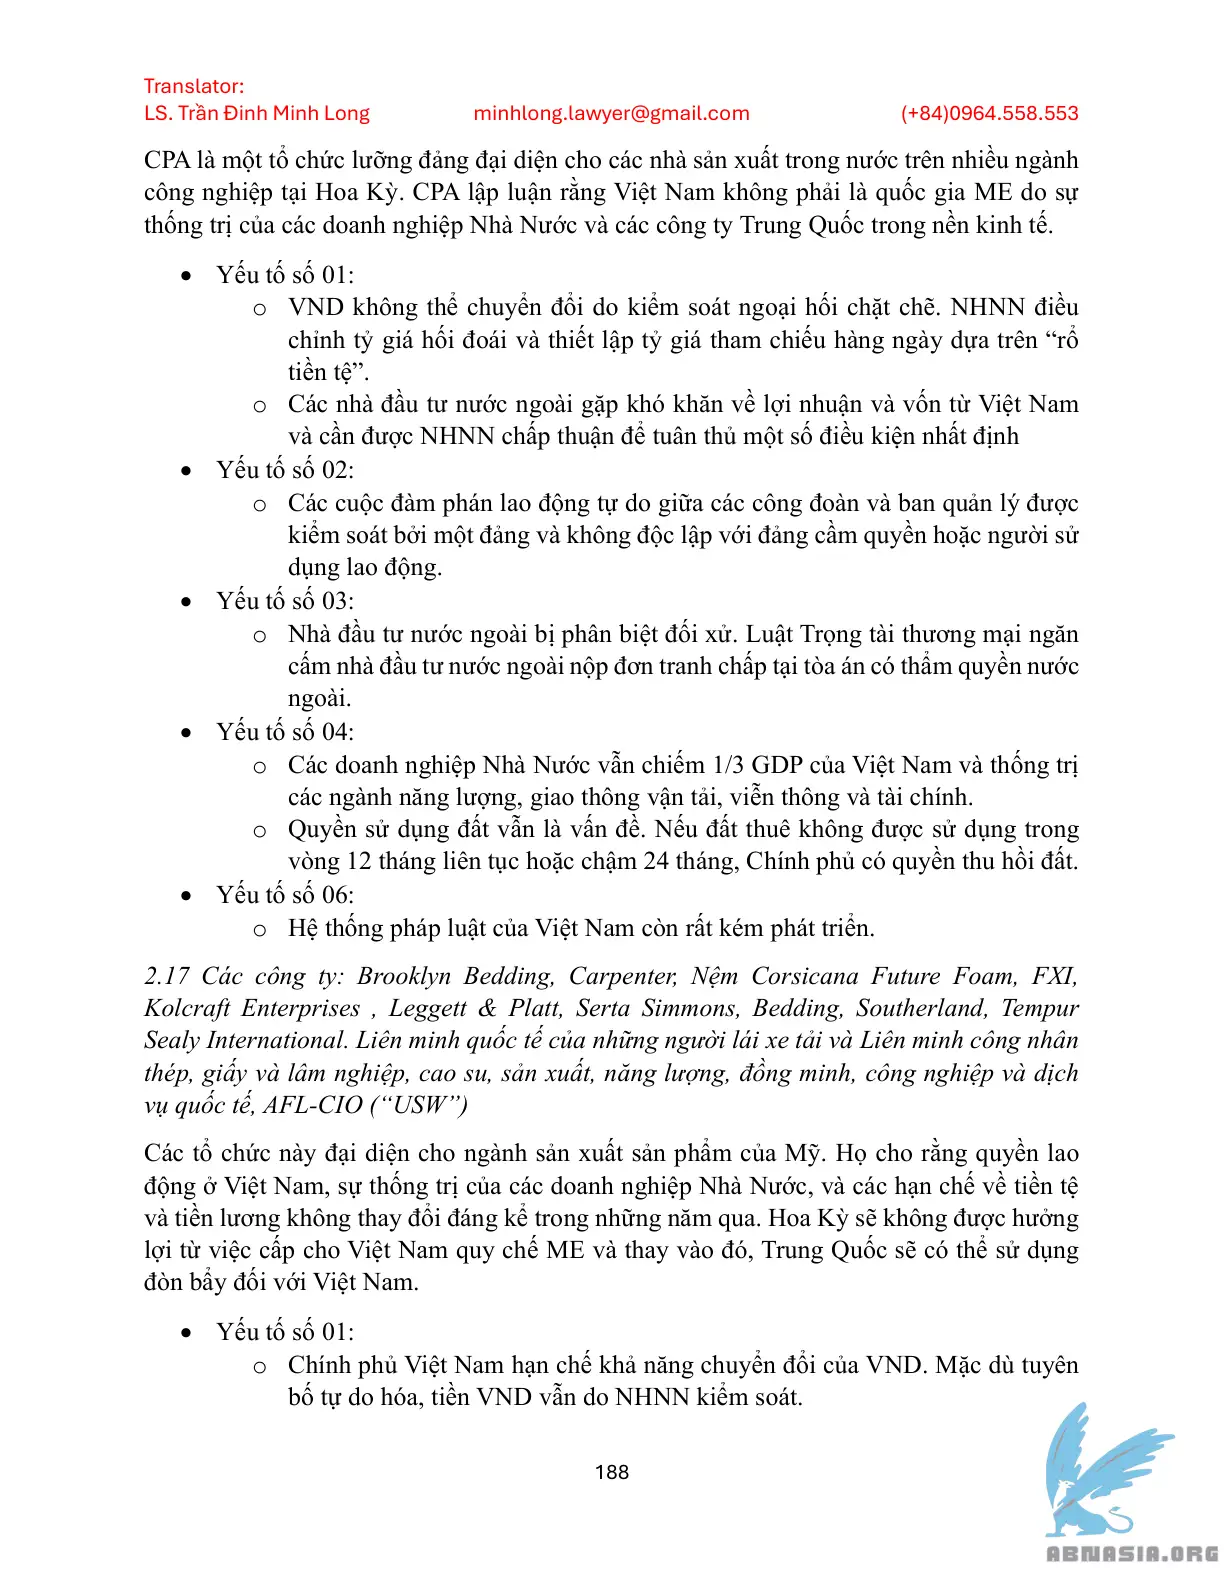 Translator:
LS. Trần Đinh Minh Long minhlong.lawyer@gmail.com (+84)0964.558.553
CPA là một tổ chức lưỡng đảng đại diện cho các nhà sản xuất trong nước trên nhiều ngành
công nghiệp tại Hoa Kỳ. CPA lập luận rằng Việt Nam không phải là quốc gia ME do sự
thống trị của các doanh nghiệp Nhà Nước và các công ty Trung Quốc trong nền kinh tế.
• Yếu tố số 01:
o VND không thể chuyển đổi do kiểm soát ngoại hối chặt chẽ. NHNN điều
chỉnh tỷ giá hối đoái và thiết lập tỷ giá tham chiếu hàng ngày dựa trên “rổ
tiền tệ”.
o Các nhà đầu tư nước ngoài gặp khó khăn về lợi nhuận và vốn từ Việt Nam
và cần được NHNN chấp thuận để tuân thủ một số điều kiện nhất định
• Yếu tố số 02:
o Các cuộc đàm phán lao động tự do giữa các công đoàn và ban quản lý được
kiểm soát bởi một đảng và không độc lập với đảng cầm quyền hoặc người sử
dụng lao động.
• Yếu tố số 03:
o Nhà đầu tư nước ngoài bị phân biệt đối xử. Luật Trọng tài thương mại ngăn
cấm nhà đầu tư nước ngoài nộp đơn tranh chấp tại tòa án có thẩm quyền nước
ngoài.
• Yếu tố số 04:
o Các doanh nghiệp Nhà Nước vẫn chiếm 1/3 GDP của Việt Nam và thống trị
các ngành năng lượng, giao thông vận tải, viễn thông và tài chính.
o Quyền sử dụng đất vẫn là vấn đề. Nếu đất thuê không được sử dụng trong
vòng 12 tháng liên tục hoặc chậm 24 tháng, Chính phủ có quyền thu hồi đất.
• Yếu tố số 06:
o Hệ thống pháp luật của Việt Nam còn rất kém phát triển.
2.17 Các công ty: Brooklyn Bedding, Carpenter, Nệm Corsicana Future Foam, FXI,
Kolcraft Enterprises , Leggett & Platt, Serta Simmons, Bedding, Southerland, Tempur
Sealy International. Liên minh quốc tế của những người lái xe tải và Liên minh công nhân
thép, giấy và lâm nghiệp, cao su, sản xuất, năng lượng, đồng minh, công nghiệp và dịch
vụ quốc tế, AFL-CIO (“USW”)
Các tổ chức này đại diện cho ngành sản xuất sản phẩm của Mỹ. Họ cho rằng quyền lao
động ở Việt Nam, sự thống trị của các doanh nghiệp Nhà Nước, và các hạn chế về tiền tệ
và tiền lương không thay đổi đáng kể trong những năm qua. Hoa Kỳ sẽ không được hưởng
lợi từ việc cấp cho Việt Nam quy chế ME và thay vào đó, Trung Quốc sẽ có thể sử dụng
đòn bẩy đối với Việt Nam.
• Yếu tố số 01:
o Chính phủ Việt Nam hạn chế khả năng chuyển đổi của VND. Mặc dù tuyên
bố tự do hóa, tiền VND vẫn do NHNN kiểm soát.
188
ABNASIA.ORG